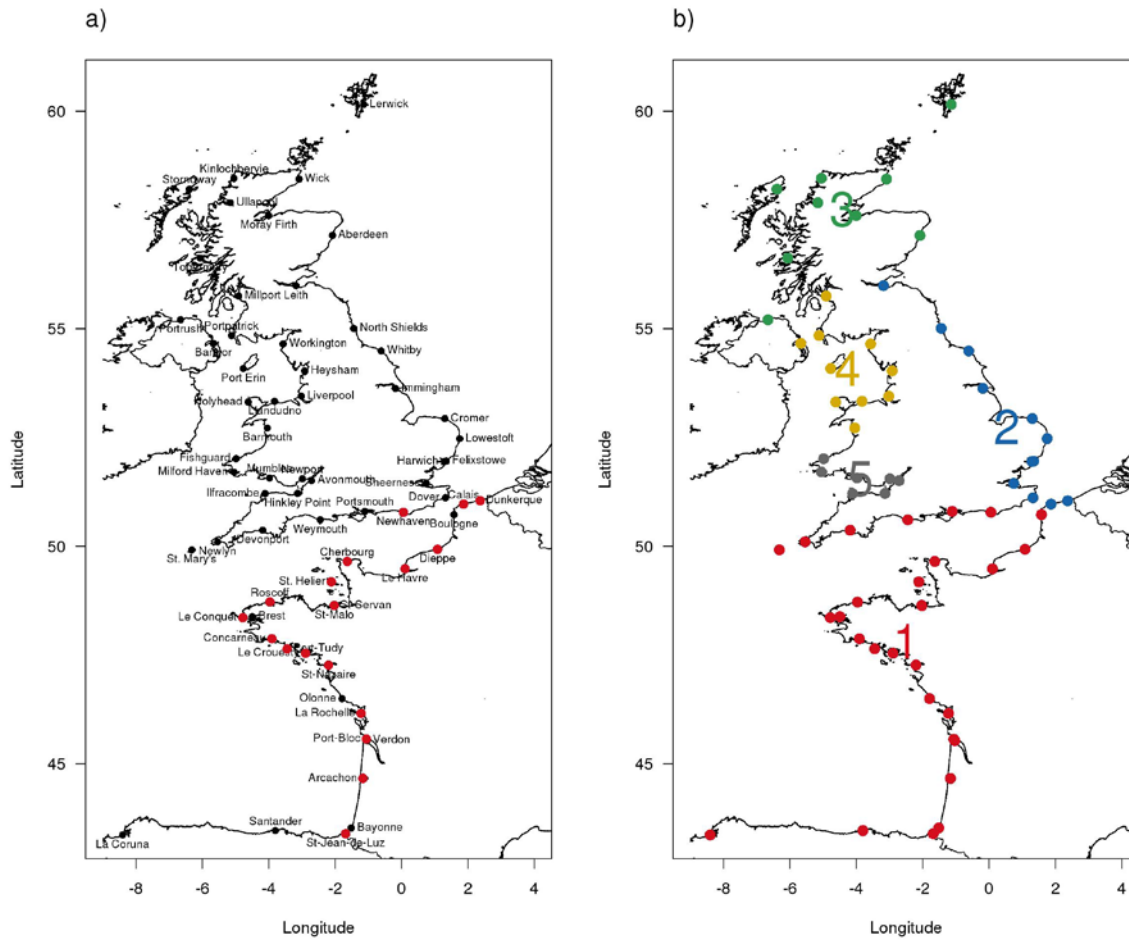 a)
b)
Latitude
60
55
50
45
-8
-6
-4
-2
0
2
4
Longitude
Lerwick
Kinlochbervie
Stornoway
Wick
Ullapool
Moray Firth
Aberdeen
Tobermory
Millport Leith
Portrush
Portpatrick
North Shields
Bangor
Workington
Whitby
Port Erin
Heysham
Immingham
Holyhead
Liverpool
Llandudno
Cromer
Barmouth
Lowestoft
Fishguard
Harwich
Felixstowe
Milford Haven
Mumbles
Newport
Avonmouth
Sheerness
Ilfracombe
Hinkley Point
Portsmouth
Dover
Calais
Dunkerque
Newhaven
Boulogne
Weymouth
Devonport
Newlyn
St. Mary's
Cherbourg
Dieppe
Le Havre
St. Helier
Roscoff
St-Servan
St-Malo
Le Conquet
Brest
Concarneau
Port-Tudy
Le Crouesty
St-Nazaire
Olonne
La Rochelle
Port-Bloc
Verdon
Arcachon
Santander
Bayonne
La Coruna
St-Jean-de-Luz
Latitude
60
55
50
45
-8
-6
-4
-2
0
2
4
Longitude
3
4
2
5
1